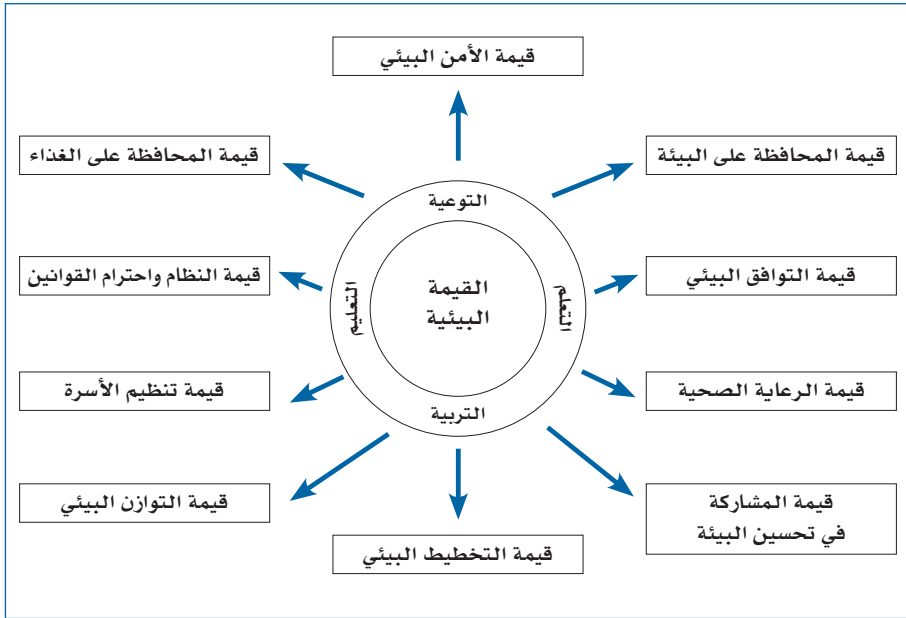 قيمة الأمن البيئي
قيمة المحافظة على البيئة
قيمة المحافظة على الغذاء
التوعية
القيمة
البيئية
التعلم
التعليم
التربية
قيمة التوافق البيئي
قيمة النظام واحترام القوانين
قيمة الرعاية الصحية
قيمة تنظيم الأسرة
قيمة المشاركة
في تحسين البيئة
قيمة التوازن البيئي
قيمة التخطيط البيئي